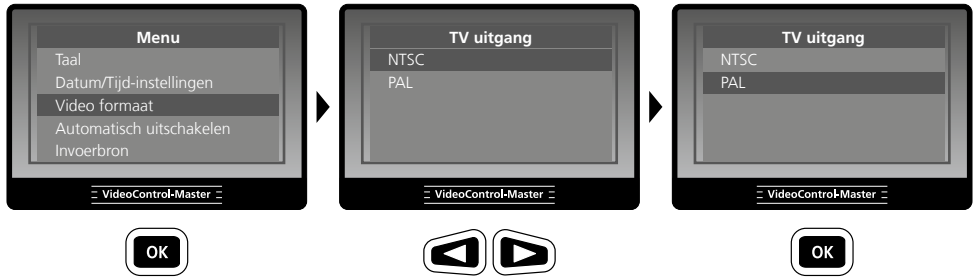 Menu
Taal
Datum/Tijd-instellingen
Video formaat
Automatisch uitschakelen
Invoerbron
VideoControl-Master
OK
TV uitgang
NTSC
PAL
VideoControl-Master
TV uitgang
NTSC
PAL
VideoControl-Master
OK